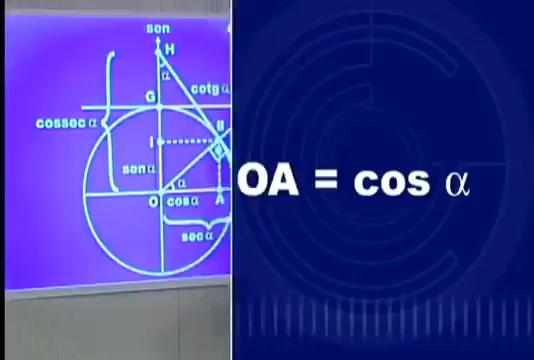 sen
H
α
cotg α
G
cossec α
B
I
sen α
α
O
cos α
A
sec α
OA = cos α